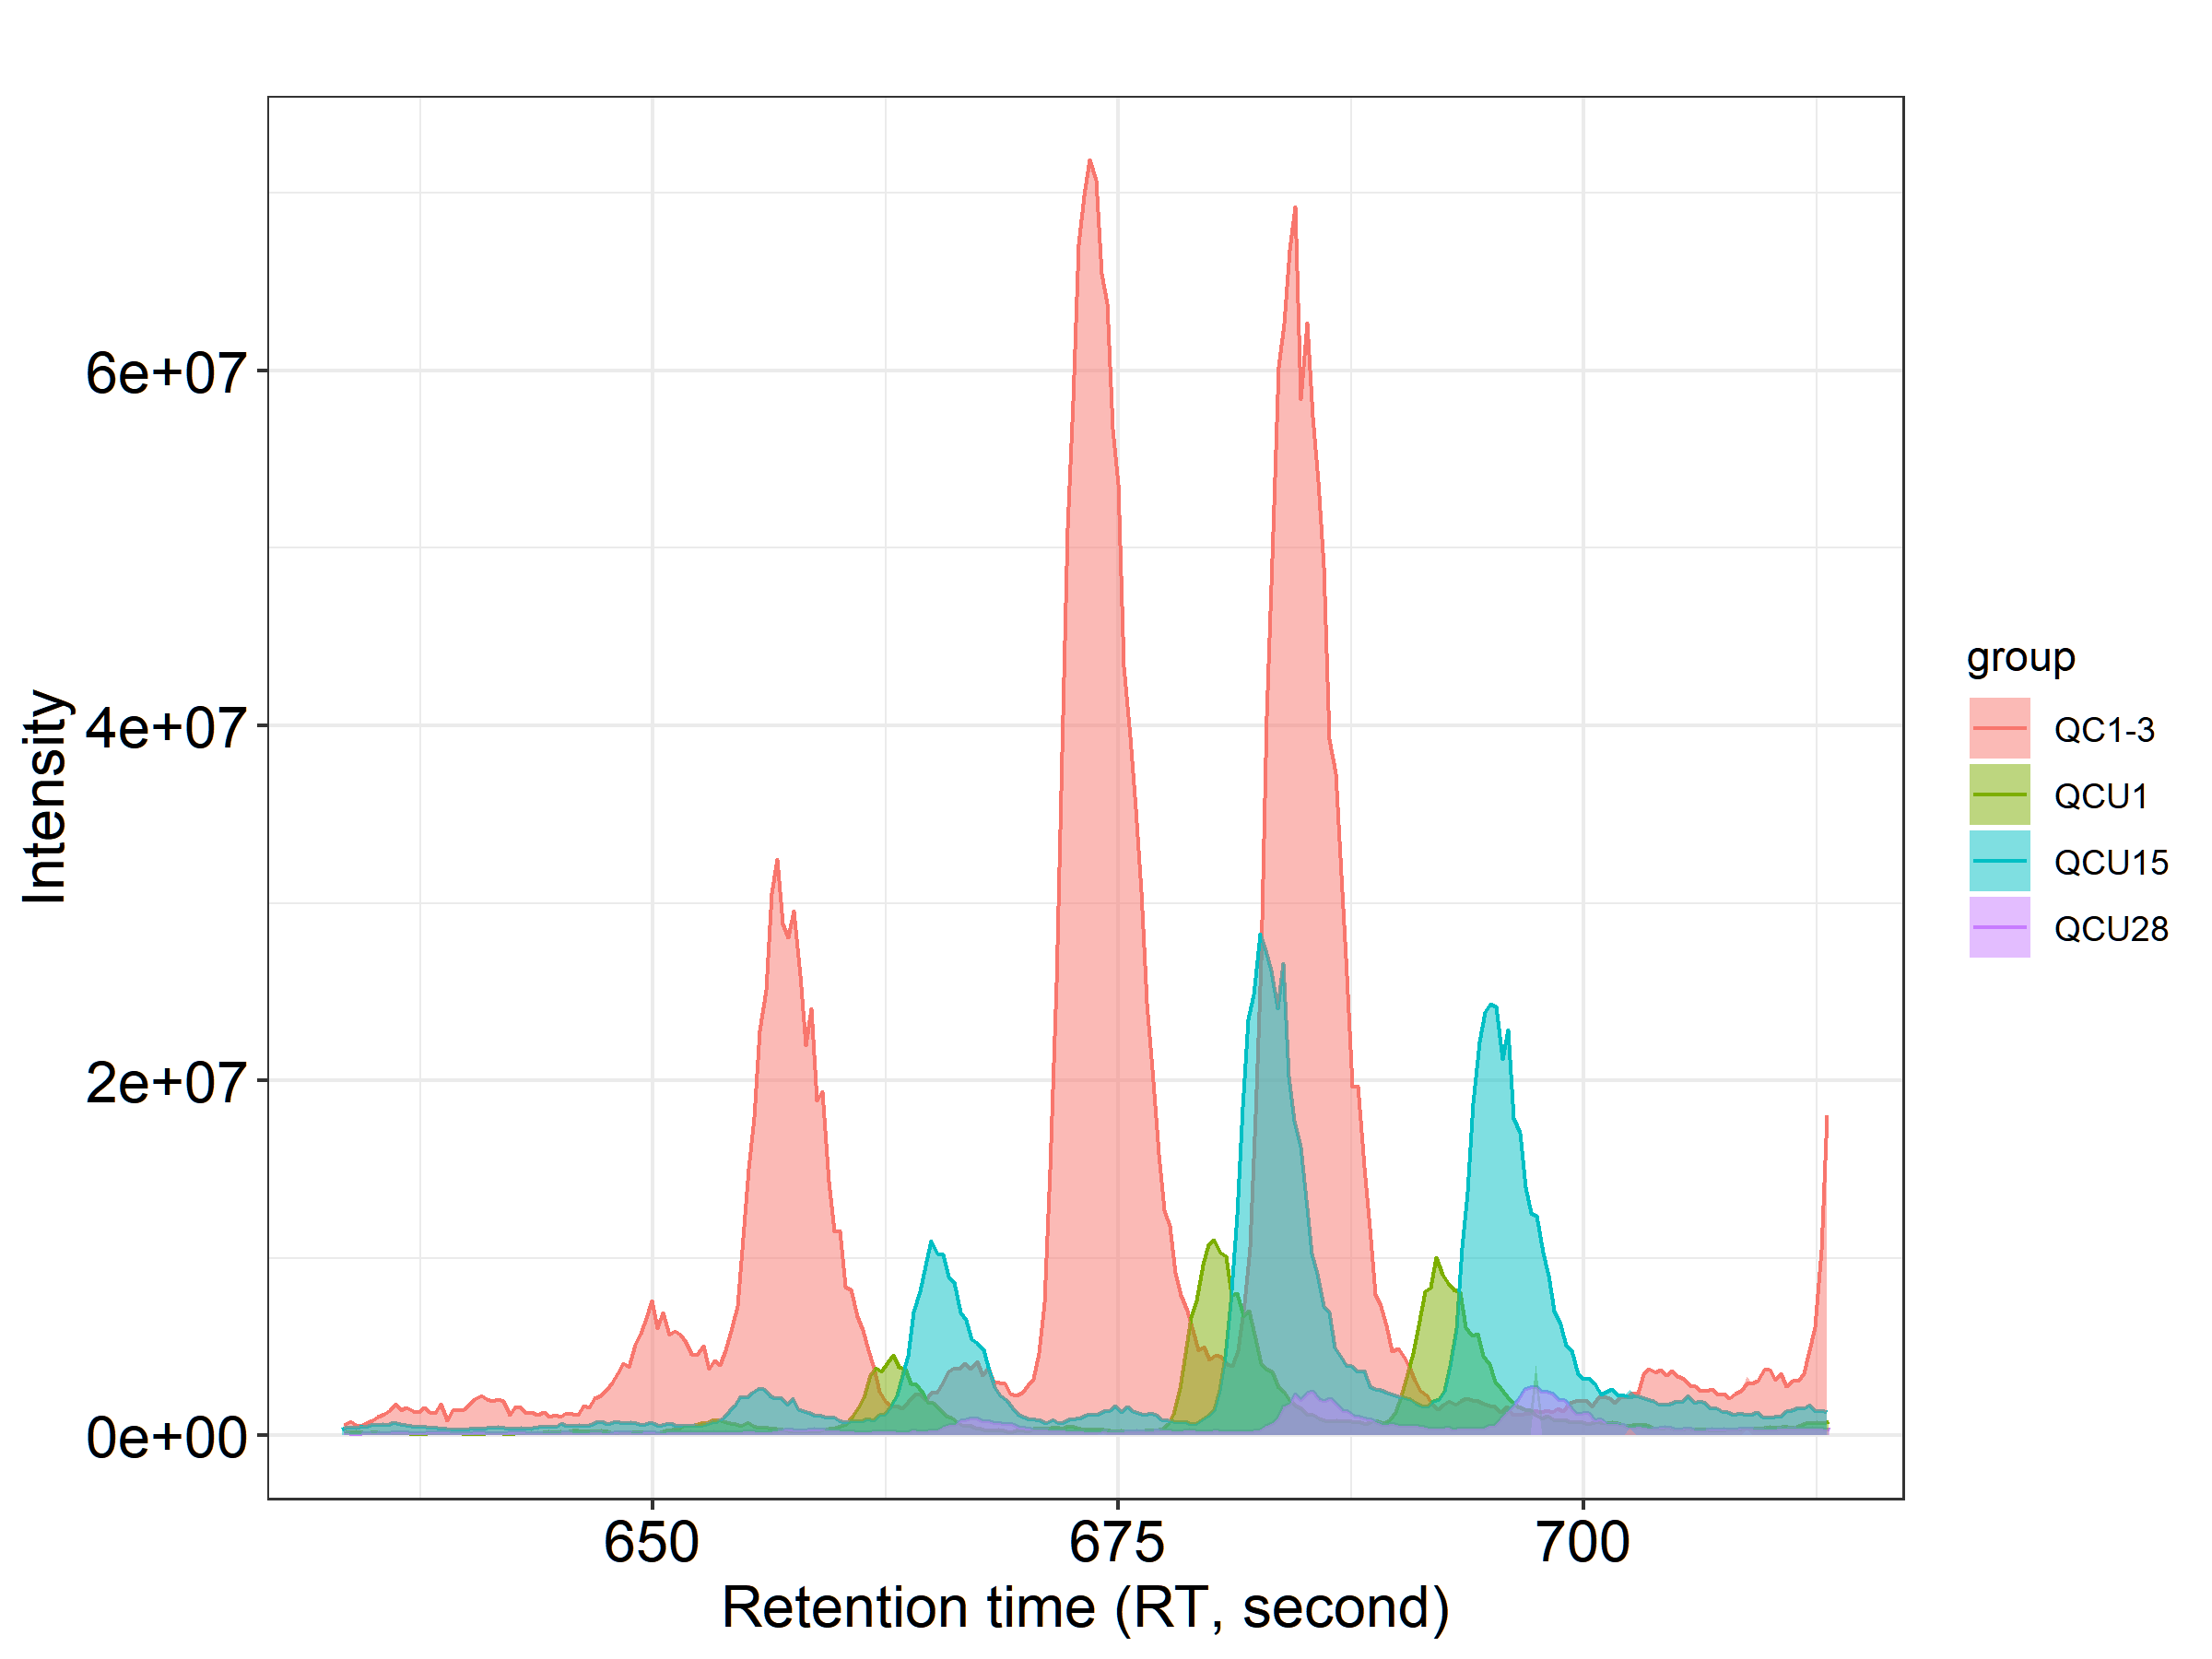 Intensity
6e+07
4e+07
2e+07
0e+00
650
675
700
Retention time (RT, second)
group
QC1-3
QCU1
QCU15
QCU28